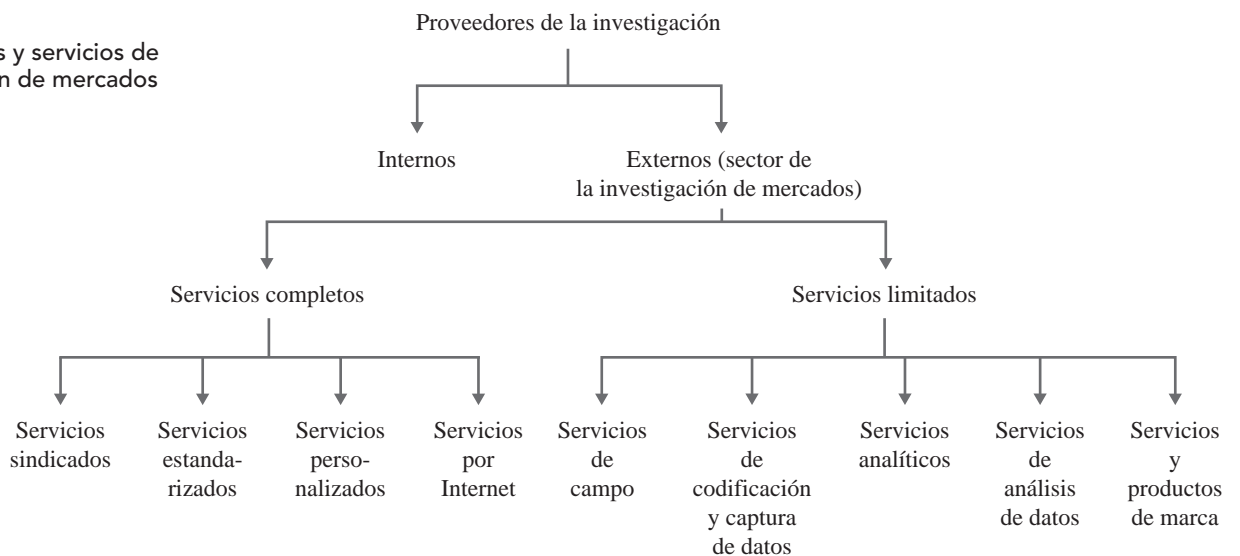 Proveedores de la investigación
s y servicios de
n de mercados
Internos
Externos (sector de
la investigación de mercados)
Servicios completos
Servicios limitados
Servicios
sindicados
Servicios
estanda-
rizados
Servicios
perso-
nalizados
Servicios
por
Internet
Servicios
de
campo
Servicios
de
codificación
y captura
de datos
Servicios
analíticos
Servicios
de
análisis
de datos
Servicios
y
productos
de marca